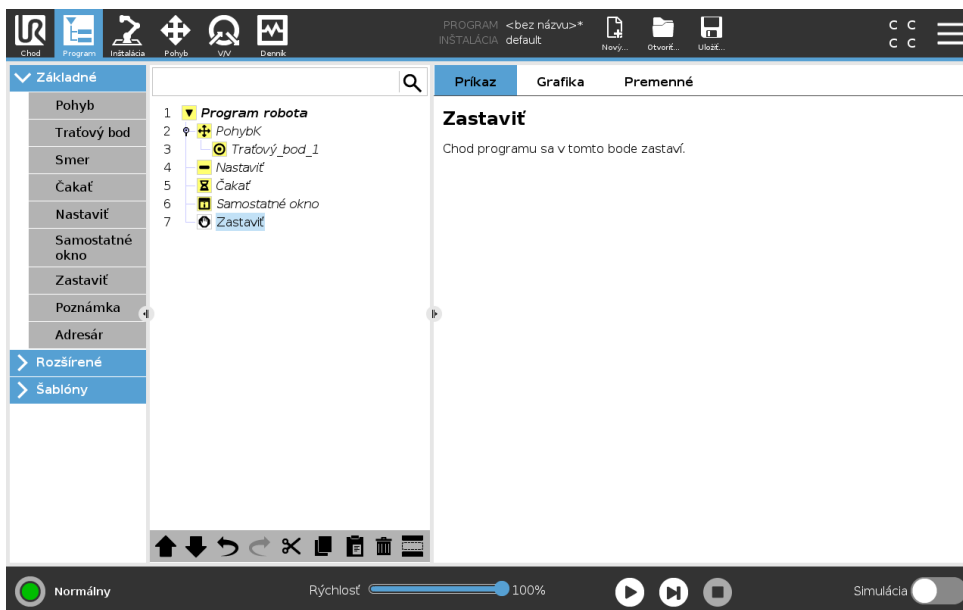 PROGRAM <bez názvu>*
INŠTALÁCIA default
Chod Program Inštalácia Pohyb V/V Denník Nový... Otvoriť... Uložiť...
C C
C C
Základné
Pohyb
Traťový bod
Smer
Čakať
Nastaviť
Samostatné
okno
Zastaviť
Poznámka
Adresár
Rozšírené
Šablóny
1 Program robota
2 PohybK
3 Traťový_bod_1
4 Nastaviť
5 Čakať
6 Samostatné okno
7 Zastaviť
Príkaz Grafika Premenné
Zastaviť
Chod programu sa v tomto bode zastaví.
Normálny Rýchlosť 100% Simulácia